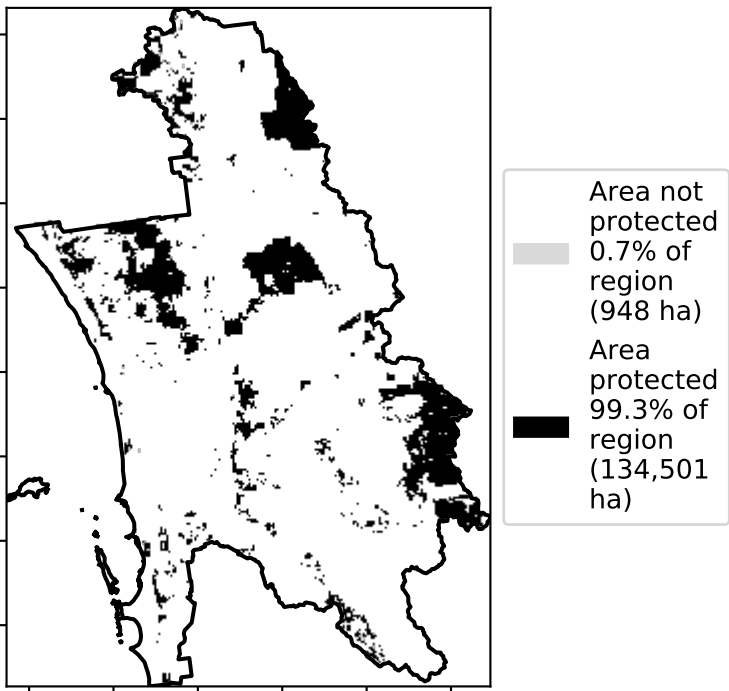 Area not
protected
0.7% of
region
(948 ha)
Area
protected
99.3% of
region
(134,501
ha)